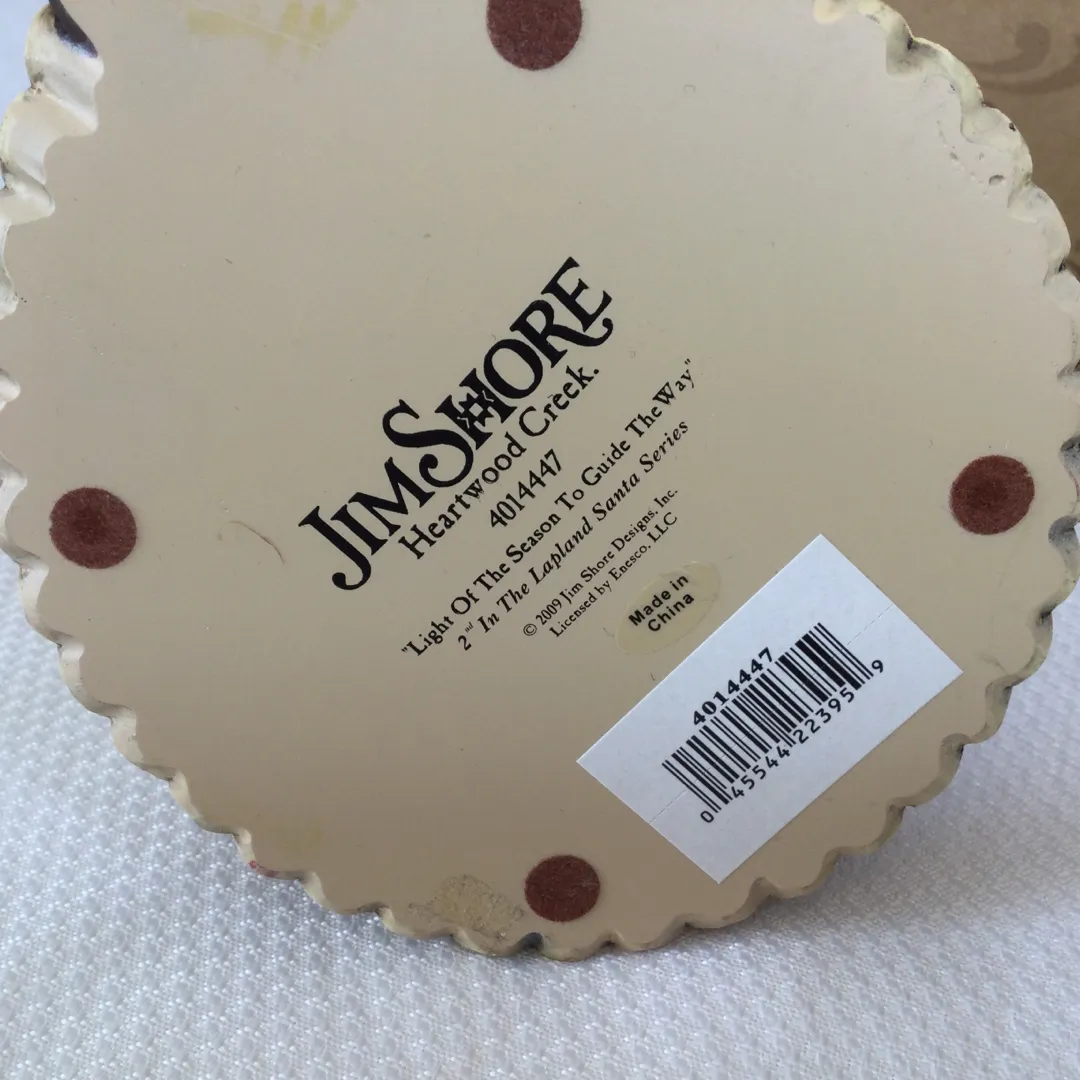 JIM SHORE
Heartwood Creek.
4014447
"Light Of The Season To Guide The Way"
2nd In The Lapland Santa Series
© 2009 Jim Shore Designs, Inc.
Licensed by Enesco, LLC
Made in
China
4014447
0 45544 22395 9